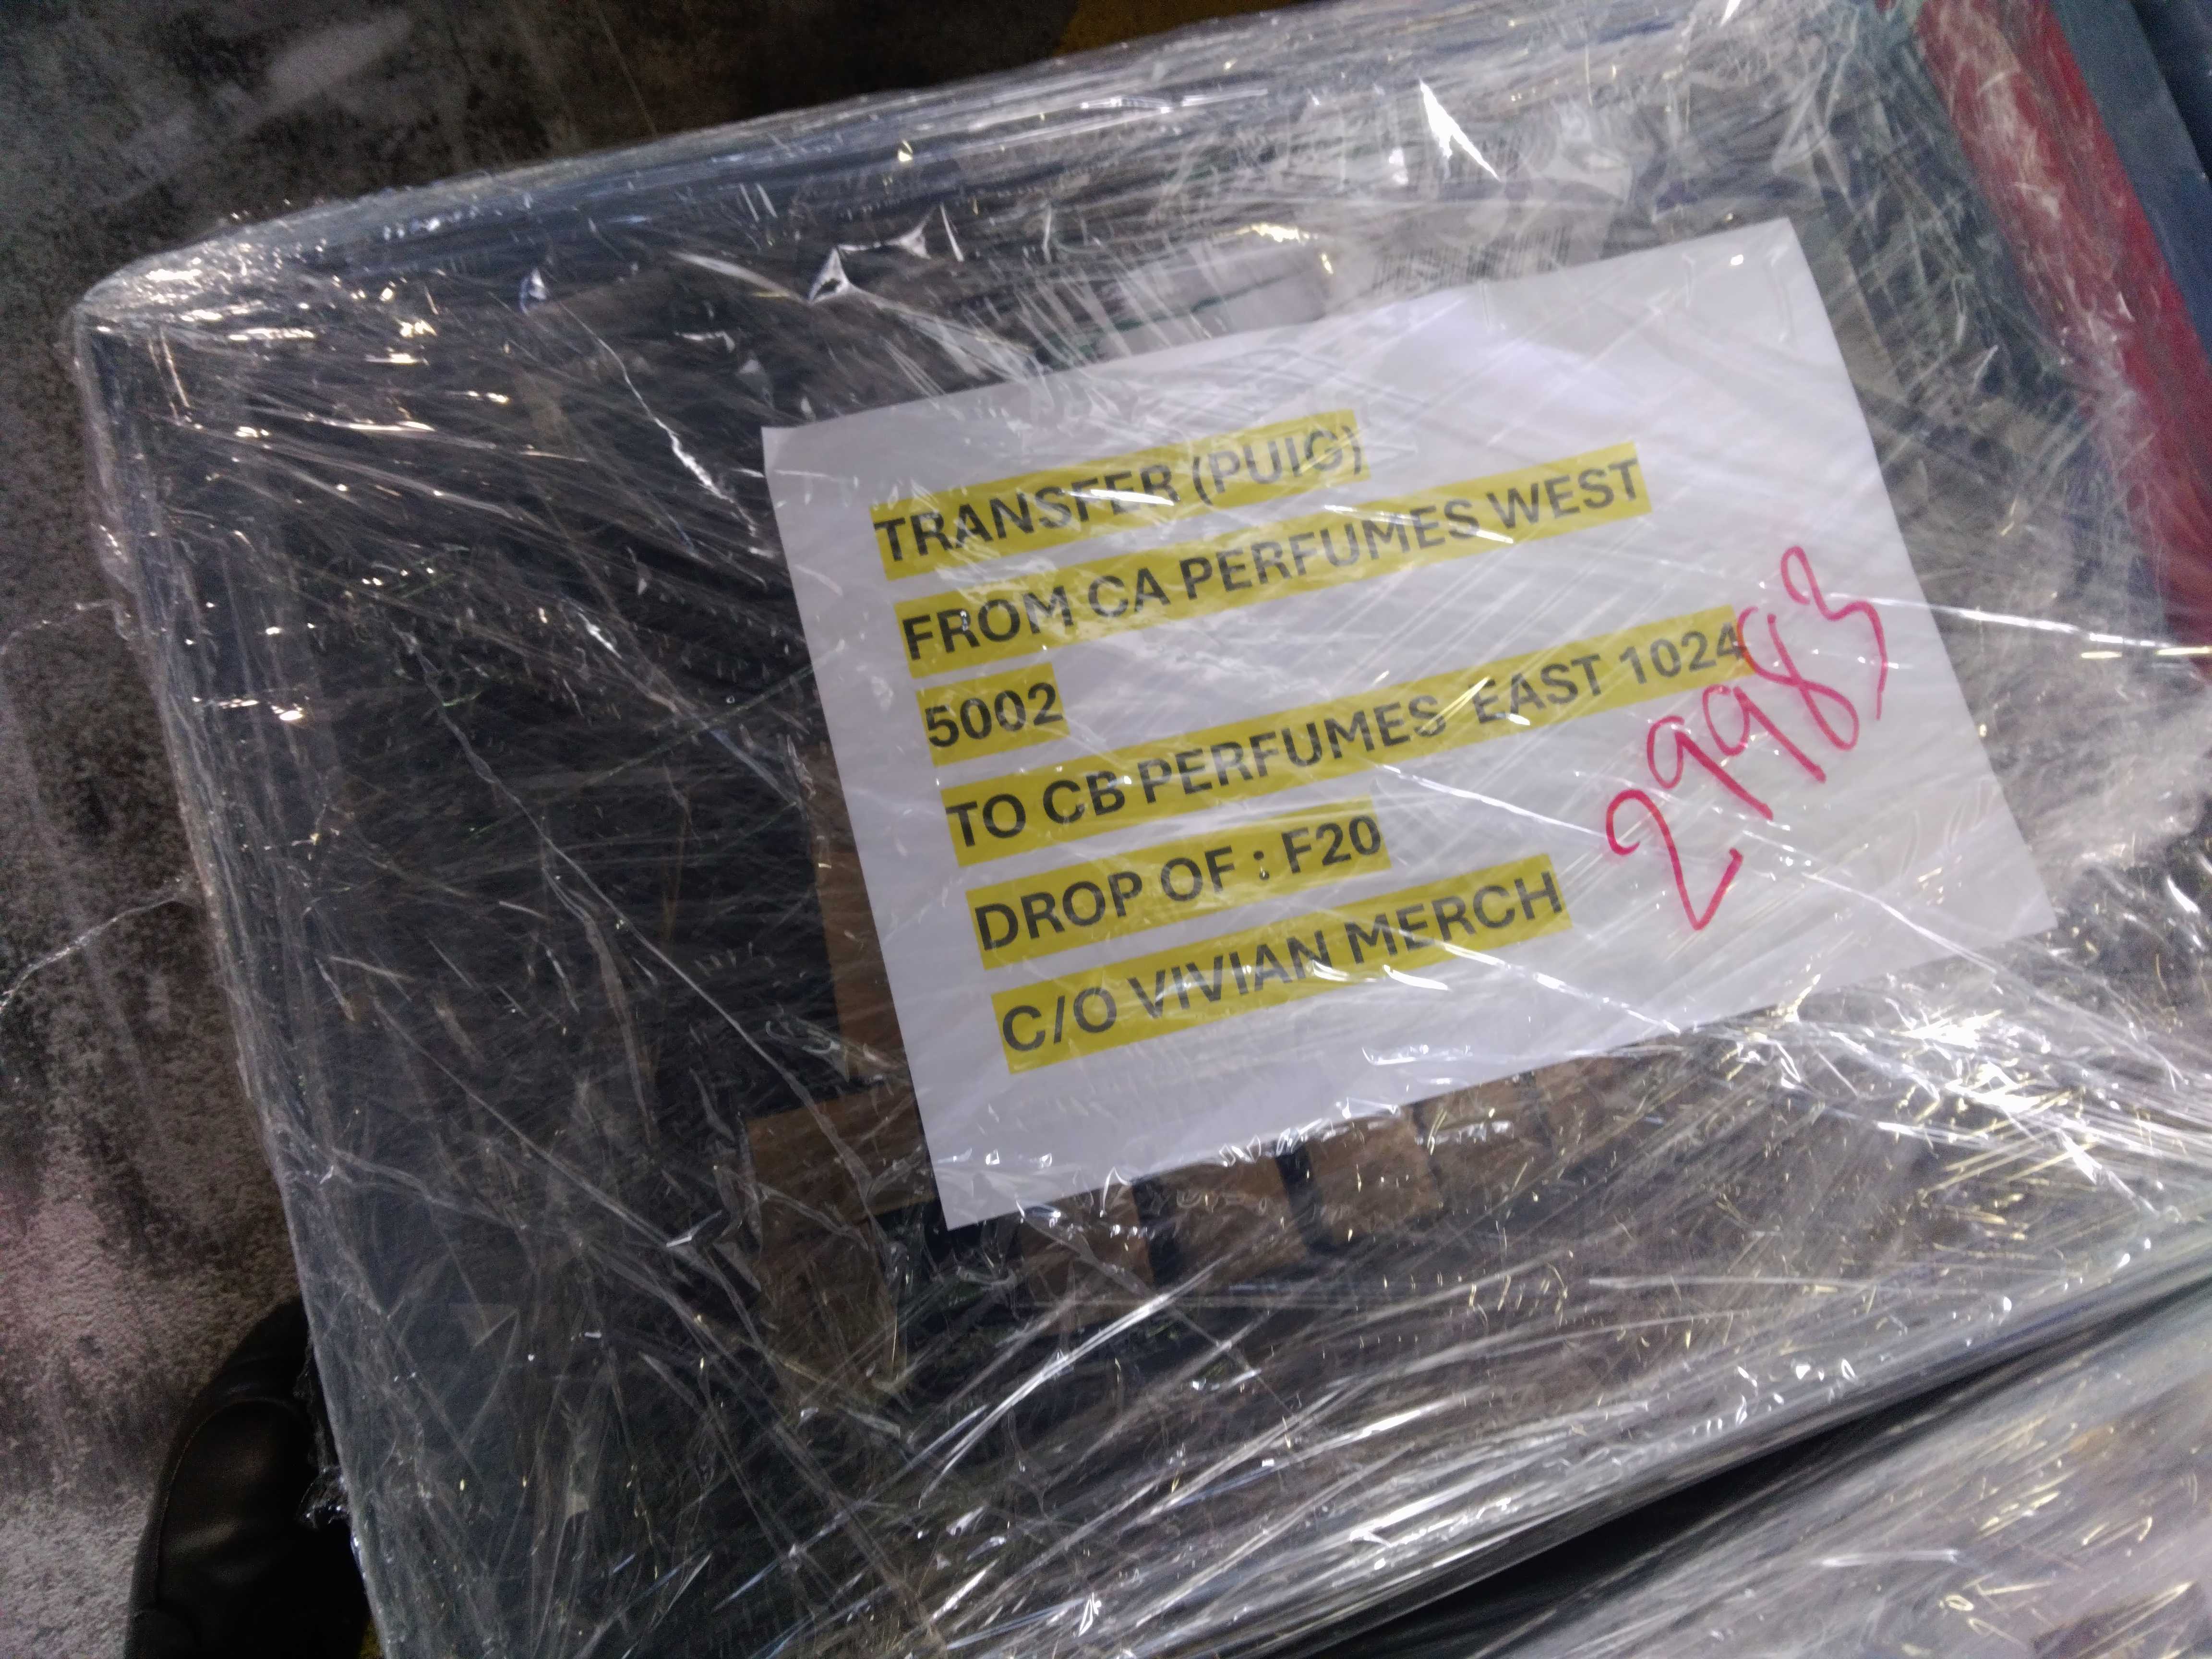 TRANSFER (PUIG)
FROM CA PERFUMES WEST
5002
TO CB PERFUMES EAST 1024
DROP OF : F20
C/O VIVIAN MERCH
29983